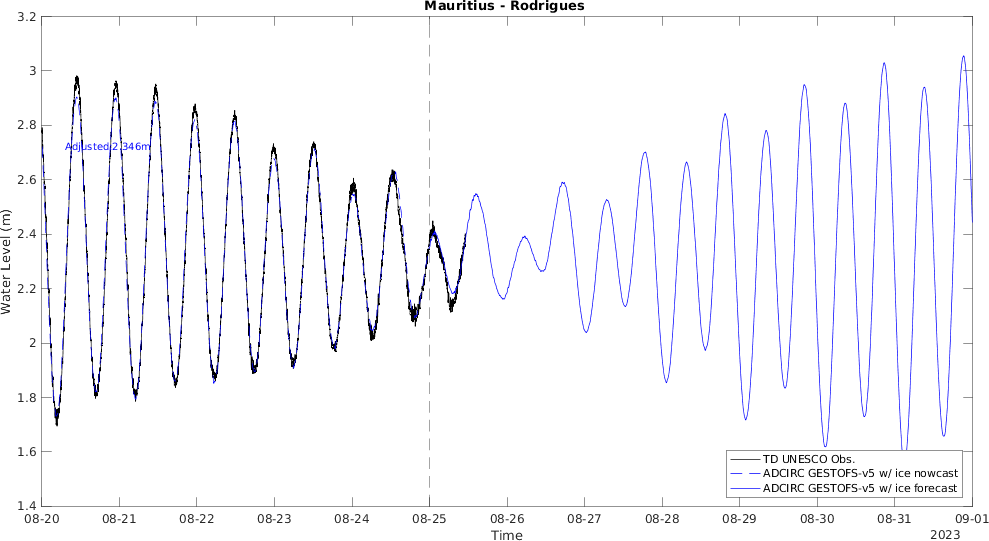 Mauritius - Rodrigues
3.2
3
2.8
2.6
2.4
2.2
2
1.8
1.6
1.4
Water Level (m)
Adjusted 2.346m
TD UNESCO Obs.
ADCIRC GESTOFS-v5 w/ ice nowcast
ADCIRC GESTOFS-v5 w/ ice forecast
08-20 08-21 08-22 08-23 08-24 08-25 08-26 08-27 08-28 08-29 08-30 08-31 09-01
Time
2023